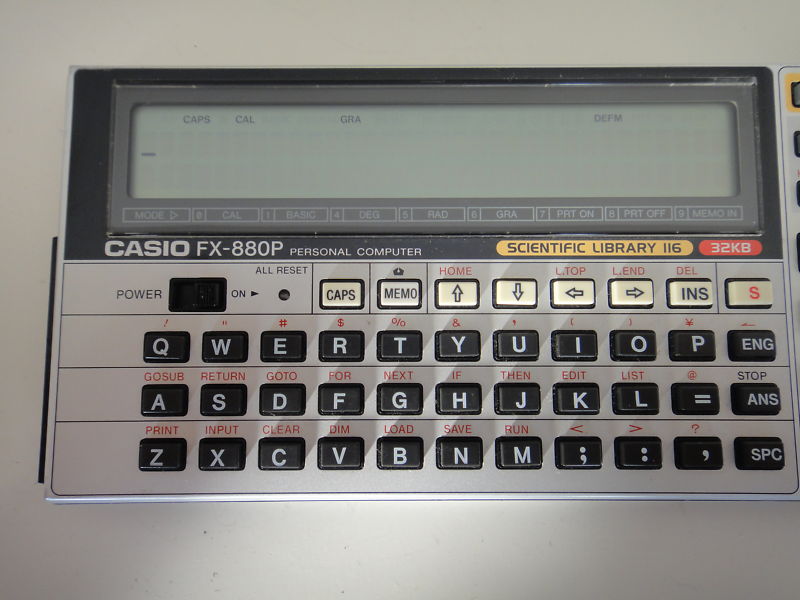 CAPS CAL GRA DEFM
MODE ▷ 0 CAL 1 BASIC 4 DEG 5 RAD 6 GRA 7 PRT ON 8 PRT OFF 9 MEMO IN
CASIO FX-880P PERSONAL COMPUTER SCIENTIFIC LIBRARY 116 32KB
ALL RESET HOME L.TOP L.END DEL
POWER ON ► CAPS MEMO ⇧ ⇩ ⇦ ⇨ INS S
! " # $ % & ' ( ) ¥ ←
Q W E R T Y U I O P ENG
GOSUB RETURN GOTO FOR NEXT IF THEN EDIT LIST @ STOP
A S D F G H J K L = ANS
PRINT INPUT CLEAR DIM LOAD SAVE RUN < > ?
Z X C V B N M ; : , SPC